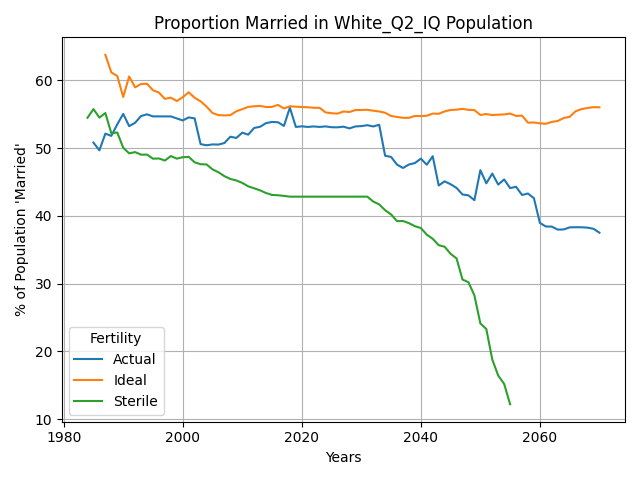 Proportion Married in White_Q2_IQ Population
% of Population 'Married'
60
50
40
30
20
10
Fertility
Actual
Ideal
Sterile
1980
2000
2020
2040
2060
Years